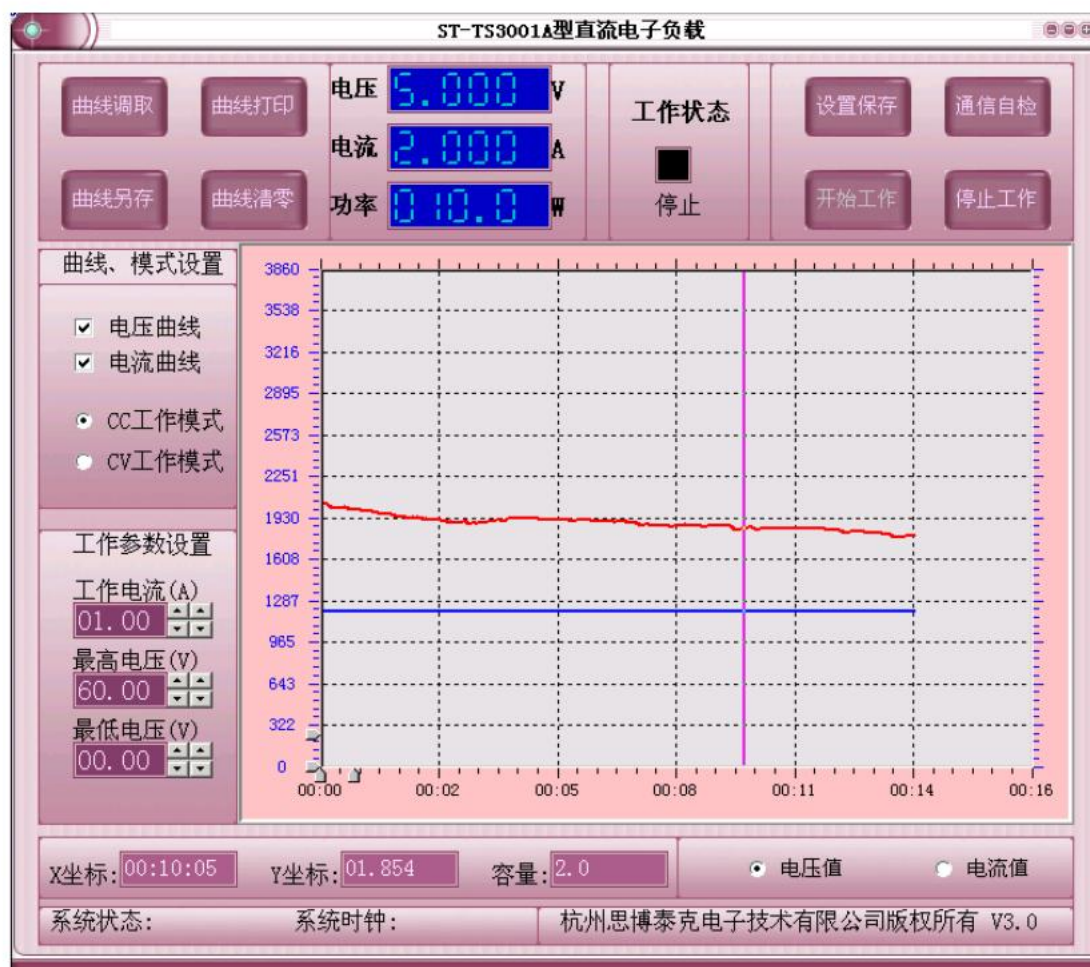 ST-TS3001A型直流电子负载
曲线调取
曲线打印
曲线另存
曲线清零
电压 5.000 V
电流 2.000 A
功率 010.0 W
工作状态
停止
设置保存
通信自检
开始工作
停止工作
曲线、模式设置
电压曲线
电流曲线
CC工作模式
CV工作模式
工作参数设置
工作电流(A)
01.00
最高电压(V)
60.00
最低电压(V)
00.00
3860
3538
3216
2895
2573
2251
1930
1608
1287
965
643
322
0
00:00 00:02 00:05 00:08 00:11 00:14 00:16
X坐标: 00:10:05 Y坐标: 01.854 容量: 2.0 电压值 电流值
系统状态: 系统时钟: 杭州思博泰克电子技术有限公司版权所有 V3.0